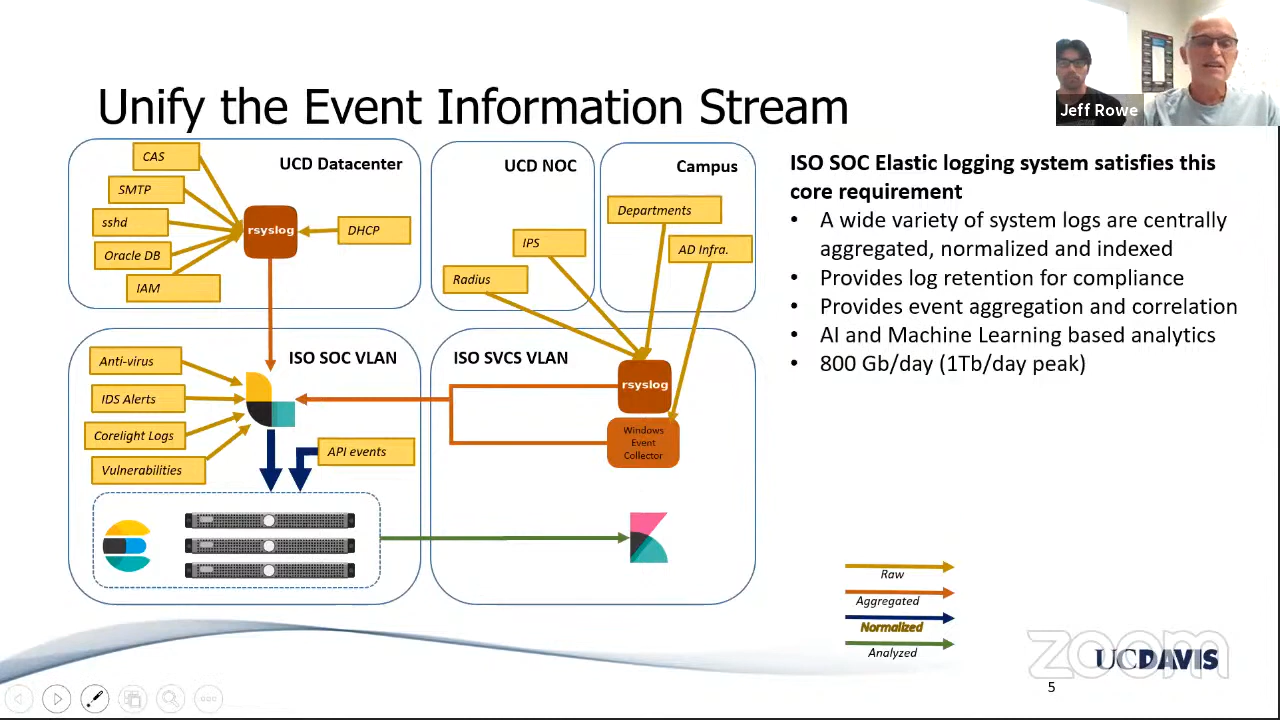 Jeff Rowe
Unify the Event Information Stream
UCD Datacenter
CAS
SMTP
sshd
Oracle DB
IAM
rsyslog
DHCP
UCD NOC
IPS
Radius
Campus
Departments
AD Infra.
ISO SOC VLAN
Anti-virus
IDS Alerts
Corelight Logs
Vulnerabilities
API events
ISO SVCS VLAN
rsyslog
Windows
Event
Collector
ISO SOC Elastic logging system satisfies this
core requirement
• A wide variety of system logs are centrally
aggregated, normalized and indexed
• Provides log retention for compliance
• Provides event aggregation and correlation
• AI and Machine Learning based analytics
• 800 Gb/day (1Tb/day peak)
Raw
Aggregated
Normalized
Analyzed
zoom
UCDAVIS
5